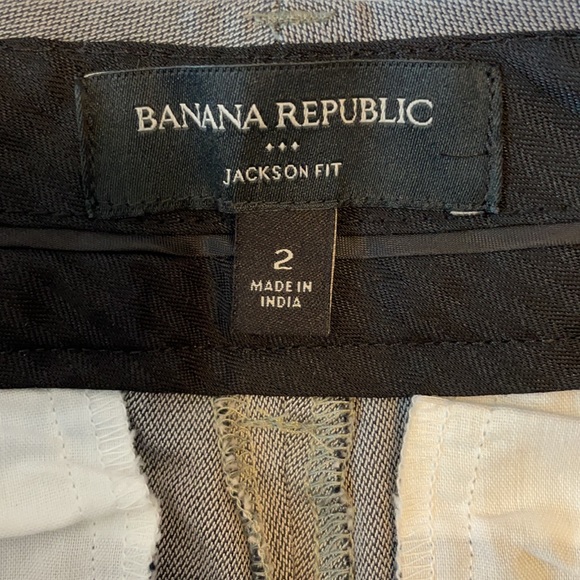 BANANA REPUBLIC
JACKSON FIT
2
MADE IN
INDIA